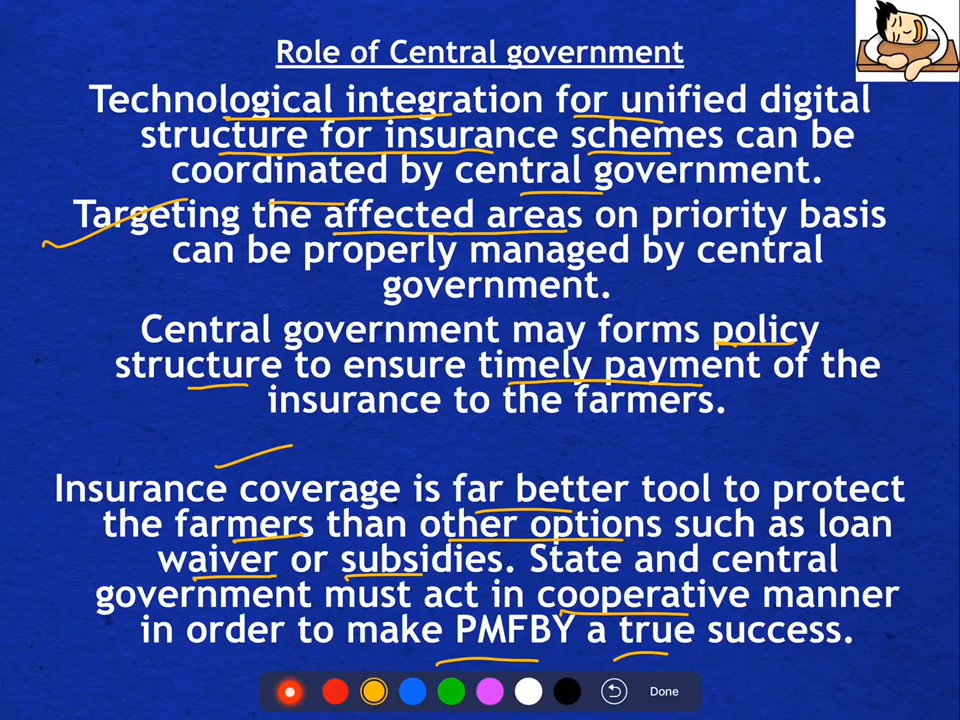 Role of Central government
Technological integration for unified digital
structure for insurance schemes can be
coordinated by central government.
Targeting the affected areas on priority basis
can be properly managed by central
government.
Central government may forms policy
structure to ensure timely payment of the
insurance to the farmers.
Insurance coverage is far better tool to protect
the farmers than other options such as loan
waiver or subsidies. State and central
government must act in cooperative manner
in order to make PMFBY a true success.
Done